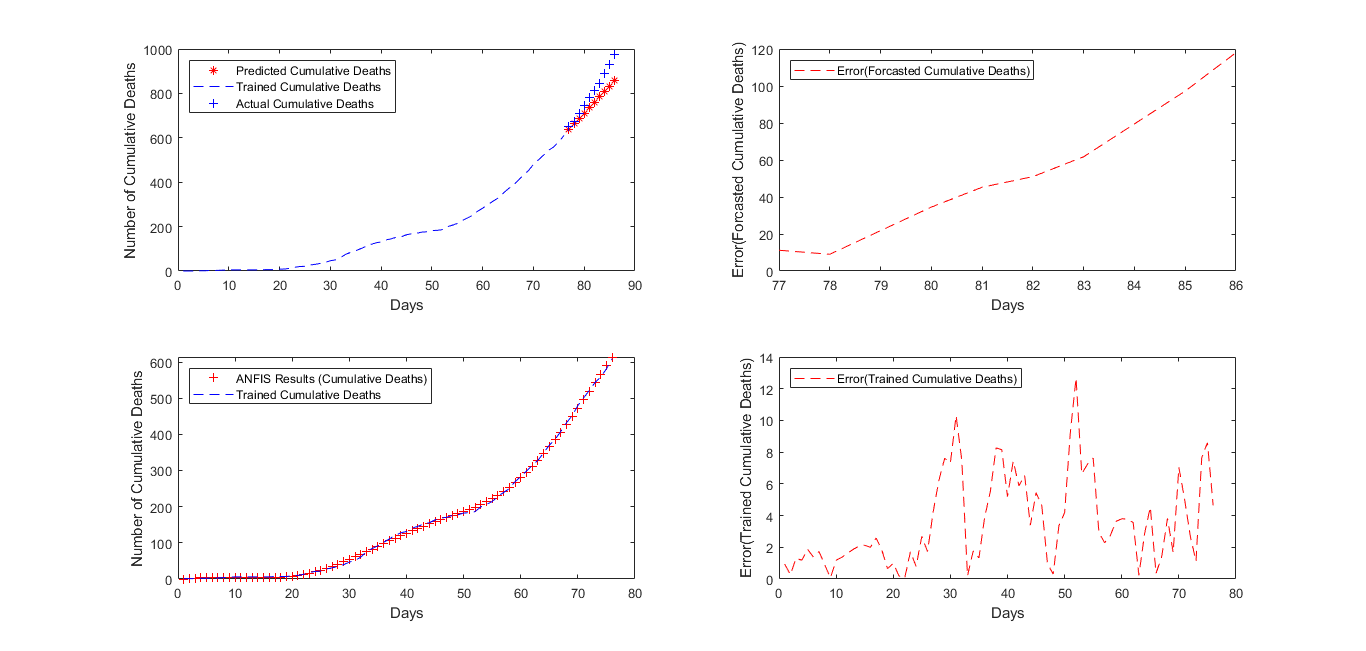 Number of Cumulative Deaths
1000
800
600
400
200
0
Predicted Cumulative Deaths
Trained Cumulative Deaths
Actual Cumulative Deaths
0 10 20 30 40 50 60 70 80 90
Days
Error(Forcasted Cumulative Deaths)
120
100
80
60
40
20
0
Error(Forcasted Cumulative Deaths)
77 78 79 80 81 82 83 84 85 86
Days
Number of Cumulative Deaths
600
500
400
300
200
100
0
ANFIS Results (Cumulative Deaths)
Trained Cumulative Deaths
0 10 20 30 40 50 60 70 80
Days
Error(Trained Cumulative Deaths)
14
12
10
8
6
4
2
0
Error(Trained Cumulative Deaths)
0 10 20 30 40 50 60 70 80
Days